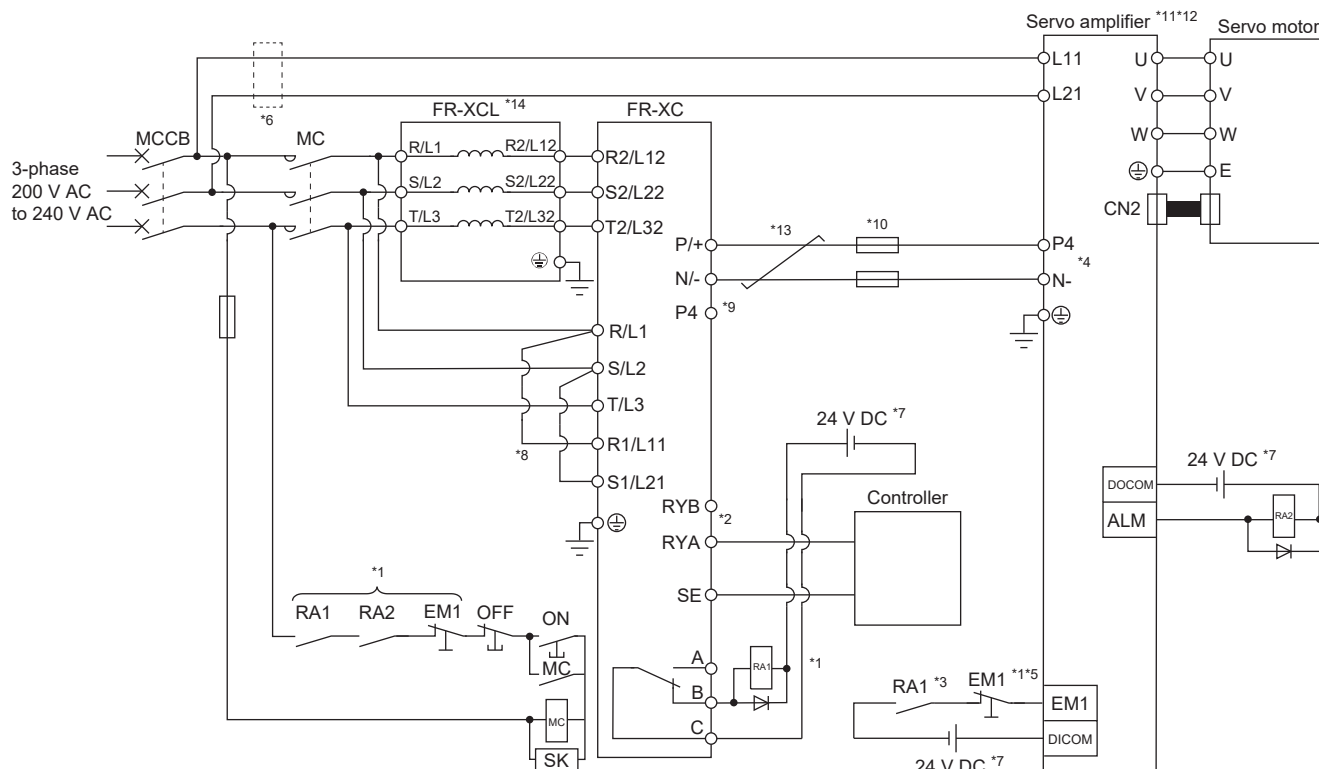 Servo amplifier *11*12
Servo motor
L11
U
U
L21
V
V
*6
FR-XCL *14
FR-XC
W
W
MCCB
MC
R/L1
R2/L12
R2/L12
E
3-phase
200 V AC
to 240 V AC
S/L2
S2/L22
S2/L22
CN2
T/L3
T2/L32
T2/L32
P/+
*13
*10
P4
*4
N/-
N-
P4
*9
R/L1
S/L2
T/L3
24 V DC *7
*8
R1/L11
S1/L21
24 V DC *7
DOCOM
Controller
RYB
*2
ALM
RA2
RYA
*1
SE
RA1
RA2
EM1
OFF
ON
MC
A
RA1
*1
B
RA1 *3
EM1 *1*5
EM1
MC
C
DICOM
SK
24 V DC *7